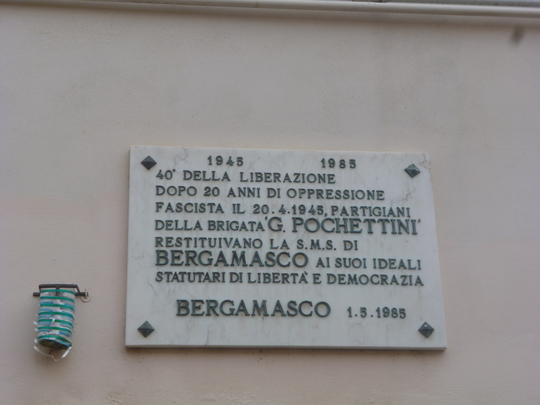 1945 1985
40° DELLA LIBERAZIONE
DOPO 20 ANNI DI OPPRESSIONE
FASCISTA IL 20.4.1945, PARTIGIANI
DELLA BRIGATA 'G. POCHETTINI'
RESTITUIVANO LA S.M.S. DI
BERGAMASCO AI SUOI IDEALI
STATUTARI DI LIBERTA' E DEMOCRAZIA
BERGAMASCO 1.5.1985